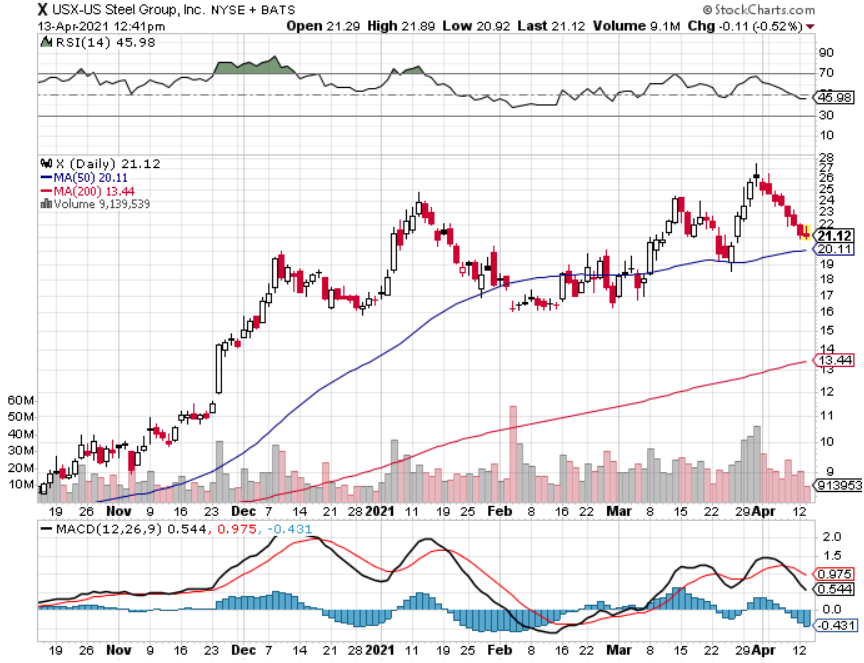 X USX-US Steel Group, Inc. NYSE + BATS © StockCharts.com
13-Apr-2021 12:41pm Open 21.29 High 21.89 Low 20.92 Last 21.12 Volume 9.1M Chg -0.11 (-0.52%)
RSI(14) 45.98
90
70
45.98
30
10
X (Daily) 21.12
MA(50) 20.11
MA(200) 13.44
Volume 9,139,539
28
27
26
25
24
23
22
21.12
20.11
19
18
17
16
15
14
13.44
13
12
11
10
9
9139539
60M
50M
40M
30M
20M
10M
19 26 Nov 9 16 23 Dec 7 14 21 28 2021 11 19 25 Feb 8 16 22 Mar 8 15 22 29 Apr 12
MACD(12,26,9) 0.544, 0.975, -0.431
2.0
1.5
0.975
0.544
0.0
-0.431
19 26 Nov 9 16 23 Dec 7 14 21 28 2021 11 19 25 Feb 8 16 22 Mar 8 15 22 29 Apr 12